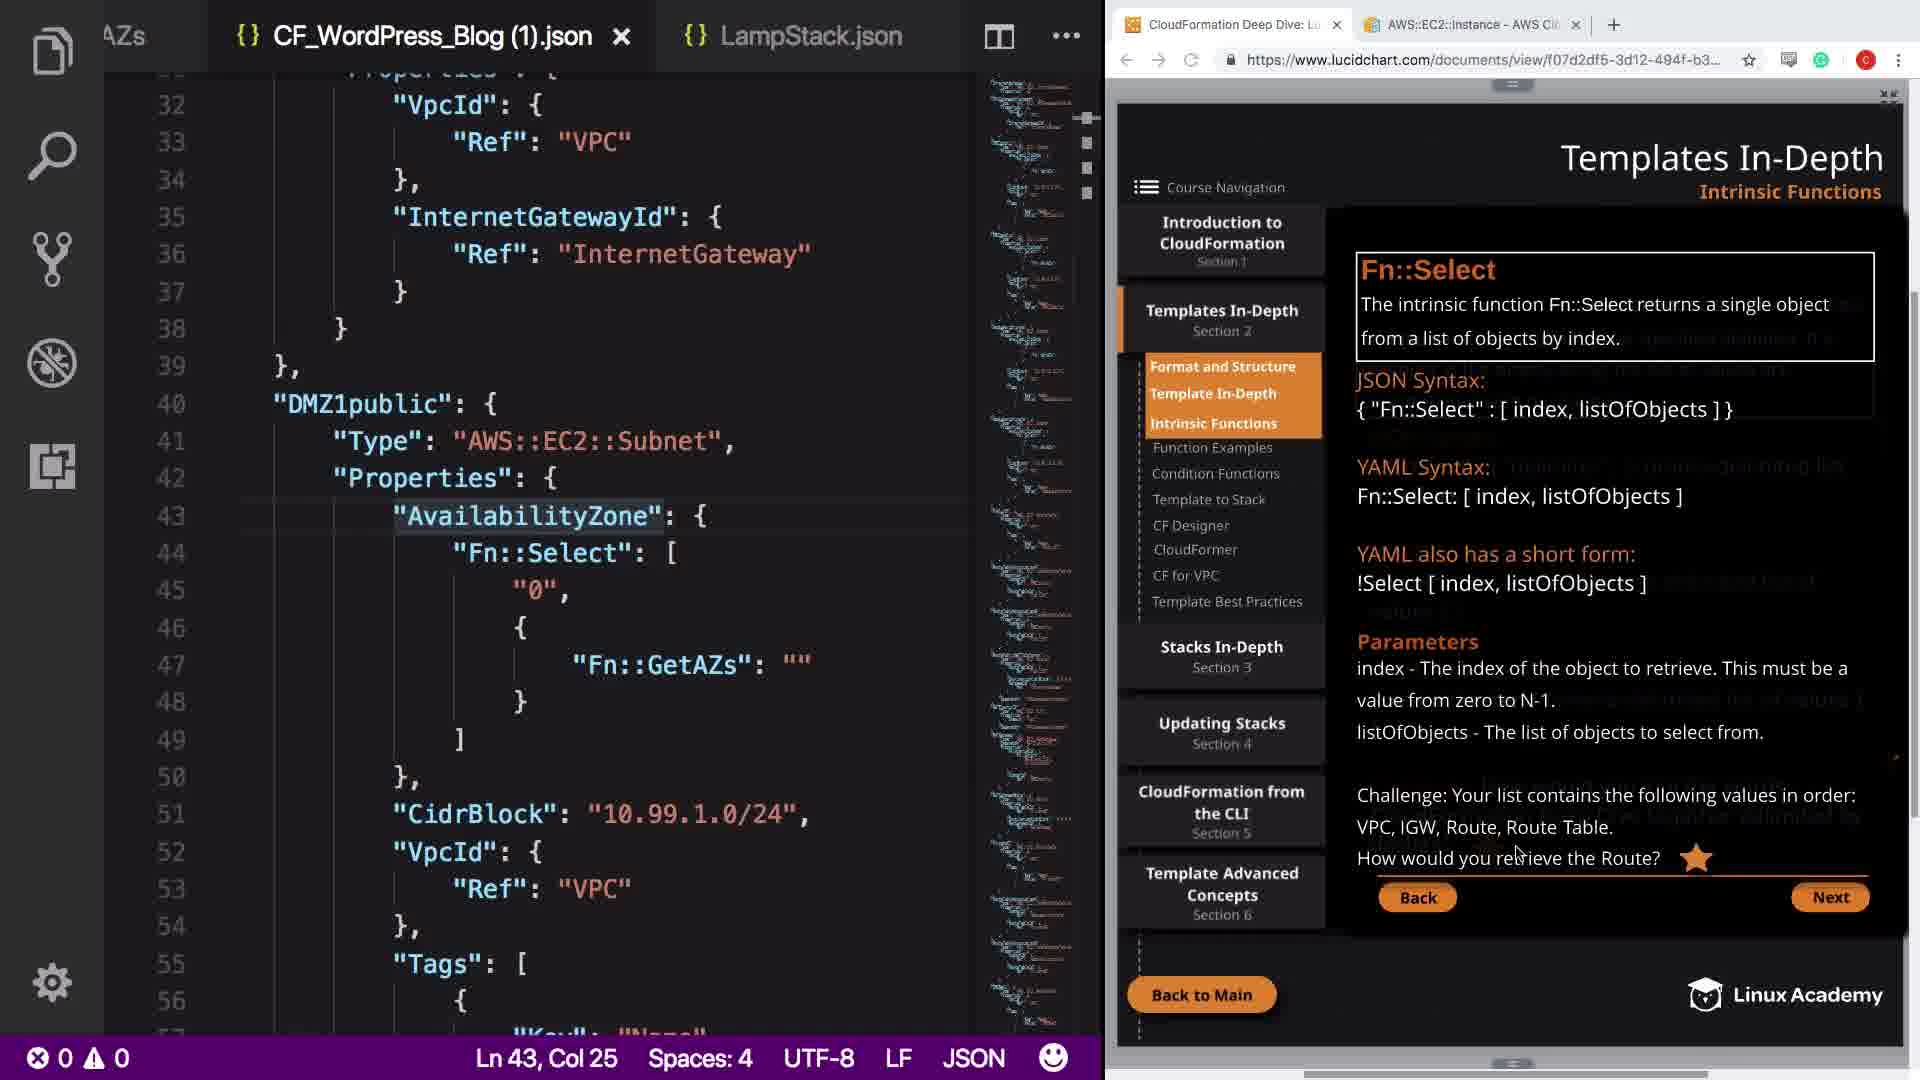 AZs
{} CF_WordPress_Blog (1).json ×
{} LampStack.json
32 "VpcId": {
33 "Ref": "VPC"
34 },
35 "InternetGatewayId": {
36 "Ref": "InternetGateway"
37 }
38 }
39 },
40 "DMZ1public": {
41 "Type": "AWS::EC2::Subnet",
42 "Properties": {
43 "AvailabilityZone": {
44 "Fn::Select": [
45 "0",
46 {
47 "Fn::GetAZs": ""
48 }
49 ]
50 },
51 "CidrBlock": "10.99.1.0/24",
52 "VpcId": {
53 "Ref": "VPC"
54 },
55 "Tags": [
56 {
0 0
Ln 43, Col 25 Spaces: 4 UTF-8 LF JSON
CloudFormation Deep Dive: Lu
AWS::EC2::Instance - AWS Clo
https://www.lucidchart.com/documents/view/f07d2df5-3d12-494f-b3...
C
Templates In-Depth
Intrinsic Functions
Course Navigation
Introduction to
CloudFormation
Section 1
Templates In-Depth
Section 2
Format and Structure
Template In-Depth
Intrinsic Functions
Function Examples
Condition Functions
Template to Stack
CF Designer
CloudFormer
CF for VPC
Template Best Practices
Stacks In-Depth
Section 3
Updating Stacks
Section 4
CloudFormation from
the CLI
Section 5
Template Advanced
Concepts
Section 6
Back to Main
Fn::Select
The intrinsic function Fn::Select returns a single object
from a list of objects by index.
JSON Syntax:
{ "Fn::Select" : [ index, listOfObjects ] }
YAML Syntax:
Fn::Select: [ index, listOfObjects ]
YAML also has a short form:
!Select [ index, listOfObjects ]
Parameters
index - The index of the object to retrieve. This must be a
value from zero to N-1.
listOfObjects - The list of objects to select from.
Challenge: Your list contains the following values in order:
VPC, IGW, Route, Route Table.
How would you retrieve the Route?
Back
Next
Linux Academy